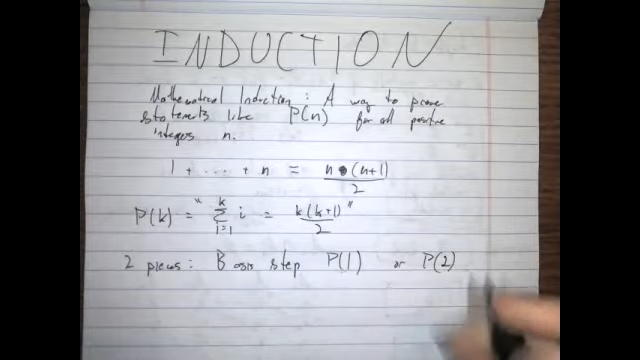 INDUCTION
Mathematical Induction: A way to prove
statements like P(n) for all positive
integers n.
1 + ... + n = n•(n+1)/2
P(k) = "∑_{i=1}^{k} i = k(k+1)/2"
2 pieces: Basis step P(1) or P(2)